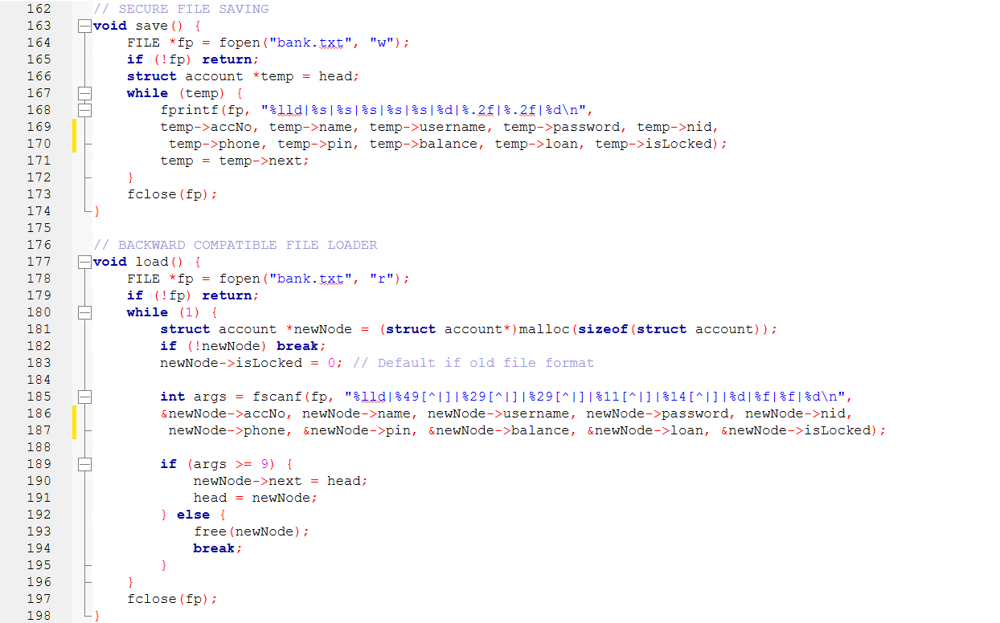 162 // SECURE FILE SAVING
163 void save() {
164 FILE *fp = fopen("bank.txt", "w");
165 if (!fp) return;
166 struct account *temp = head;
167 while (temp) {
168 fprintf(fp, "%lld|%s|%s|%s|%s|%s|%d|%.2f|%.2f|%d\n",
169 temp->accNo, temp->name, temp->username, temp->password, temp->nid,
170 temp->phone, temp->pin, temp->balance, temp->loan, temp->isLocked);
171 temp = temp->next;
172 }
173 fclose(fp);
174 }
175
176 // BACKWARD COMPATIBLE FILE LOADER
177 void load() {
178 FILE *fp = fopen("bank.txt", "r");
179 if (!fp) return;
180 while (1) {
181 struct account *newNode = (struct account*)malloc(sizeof(struct account));
182 if (!newNode) break;
183 newNode->isLocked = 0; // Default if old file format
184
185 int args = fscanf(fp, "%lld|%49[^|]|%29[^|]|%29[^|]|%11[^|]|%14[^|]|%d|%f|%f|%d\n",
186 &newNode->accNo, newNode->name, newNode->username, newNode->password, newNode->nid,
187 newNode->phone, &newNode->pin, &newNode->balance, &newNode->loan, &newNode->isLocked);
188
189 if (args >= 9) {
190 newNode->next = head;
191 head = newNode;
192 } else {
193 free(newNode);
194 break;
195 }
196 }
197 fclose(fp);
198 }